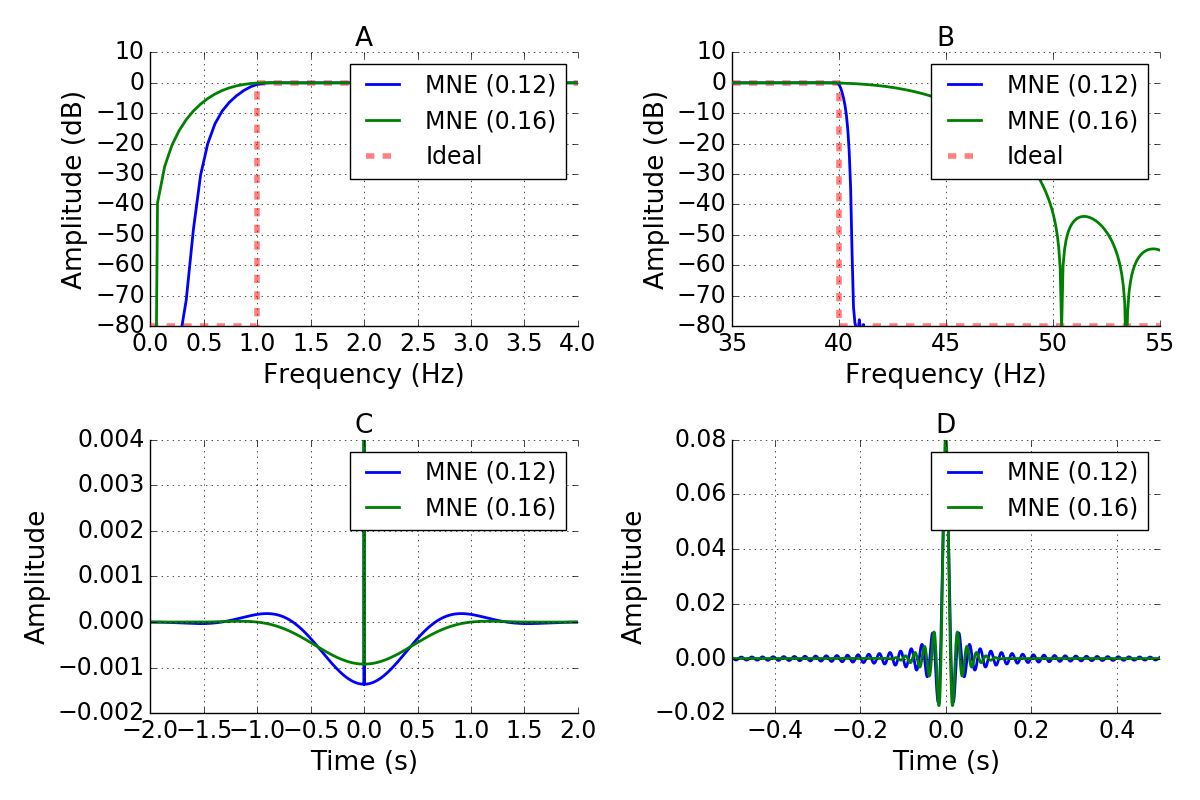 A
Amplitude (dB)
10
0
−10
−20
−30
−40
−50
−60
−70
−80
MNE (0.12)
MNE (0.16)
Ideal
0.0 0.5 1.0 1.5 2.0 2.5 3.0 3.5 4.0
Frequency (Hz)
B
Amplitude (dB)
10
0
−10
−20
−30
−40
−50
−60
−70
−80
MNE (0.12)
MNE (0.16)
Ideal
35 40 45 50 55
Frequency (Hz)
C
Amplitude
0.004
0.003
0.002
0.001
0.000
−0.001
−0.002
MNE (0.12)
MNE (0.16)
−2.0 −1.5 −1.0 −0.5 0.0 0.5 1.0 1.5 2.0
Time (s)
D
Amplitude
0.08
0.06
0.04
0.02
0.00
−0.02
MNE (0.12)
MNE (0.16)
−0.4 −0.2 0.0 0.2 0.4
Time (s)